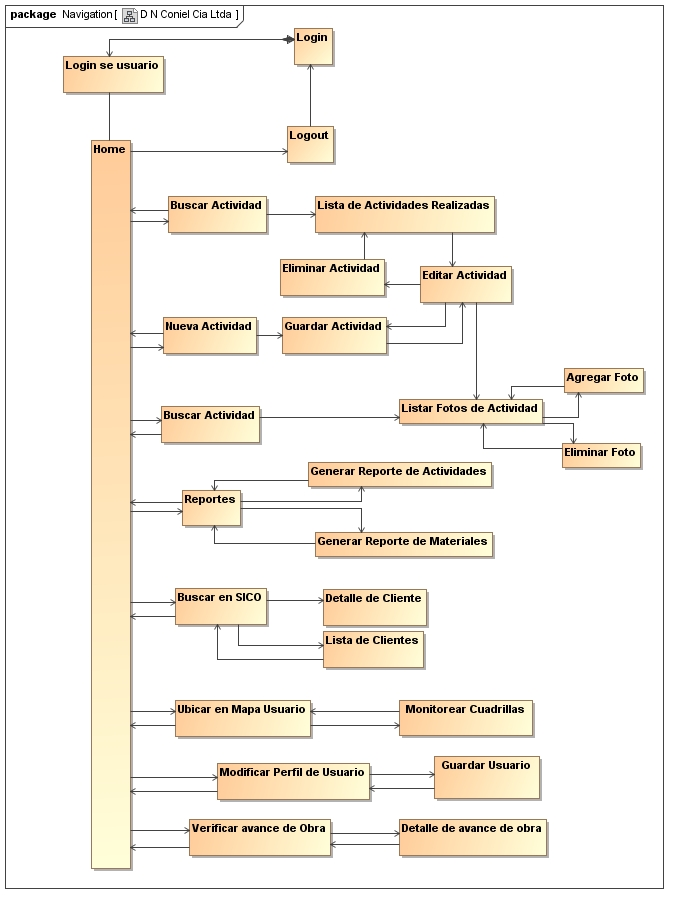 package Navigation[ D N Coniel Cia Ltda ]
Login
Login se usuario
Logout
Home
Buscar Actividad
Lista de Actividades Realizadas
Eliminar Actividad
Editar Actividad
Nueva Actividad
Guardar Actividad
Agregar Foto
Buscar Actividad
Listar Fotos de Actividad
Eliminar Foto
Generar Reporte de Actividades
Reportes
Generar Reporte de Materiales
Buscar en SICO
Detalle de Cliente
Lista de Clientes
Ubicar en Mapa Usuario
Monitorear Cuadrillas
Modificar Perfil de Usuario
Guardar Usuario
Verificar avance de Obra
Detalle de avance de obra